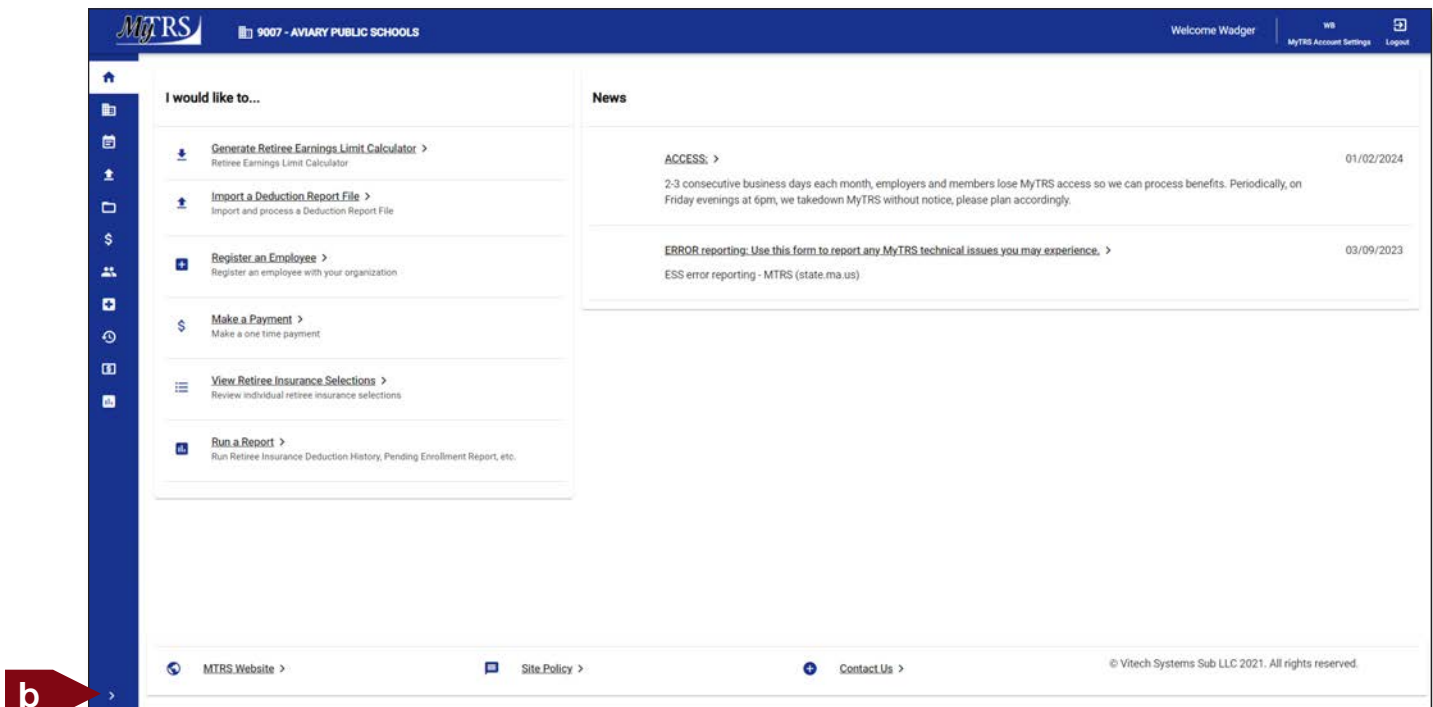 MyTRS
9007 - AVIARY PUBLIC SCHOOLS
Welcome Wadger
WB
MyTRS Account Settings
Logout
I would like to...
Generate Retiree Earnings Limit Calculator >
Retiree Earnings Limit Calculator
Import a Deduction Report File >
Import and process a Deduction Report File
Register an Employee >
Register an employee with your organization
$ Make a Payment >
Make a one time payment
View Retiree Insurance Selections >
Review individual retiree insurance selections
Run a Report >
Run Retiree Insurance Deduction History, Pending Enrollment Report, etc.
News
ACCESS: > 01/02/2024
2-3 consecutive business days each month, employers and members lose MyTRS access so we can process benefits. Periodically, on
Friday evenings at 6pm, we takedown MyTRS without notice, please plan accordingly.
ERROR reporting: Use this form to report any MyTRS technical issues you may experience. > 03/09/2023
ESS error reporting - MTRS (state.ma.us)
MTRS Website >
Site Policy >
Contact Us >
© Vitech Systems Sub LLC 2021. All rights reserved.
b